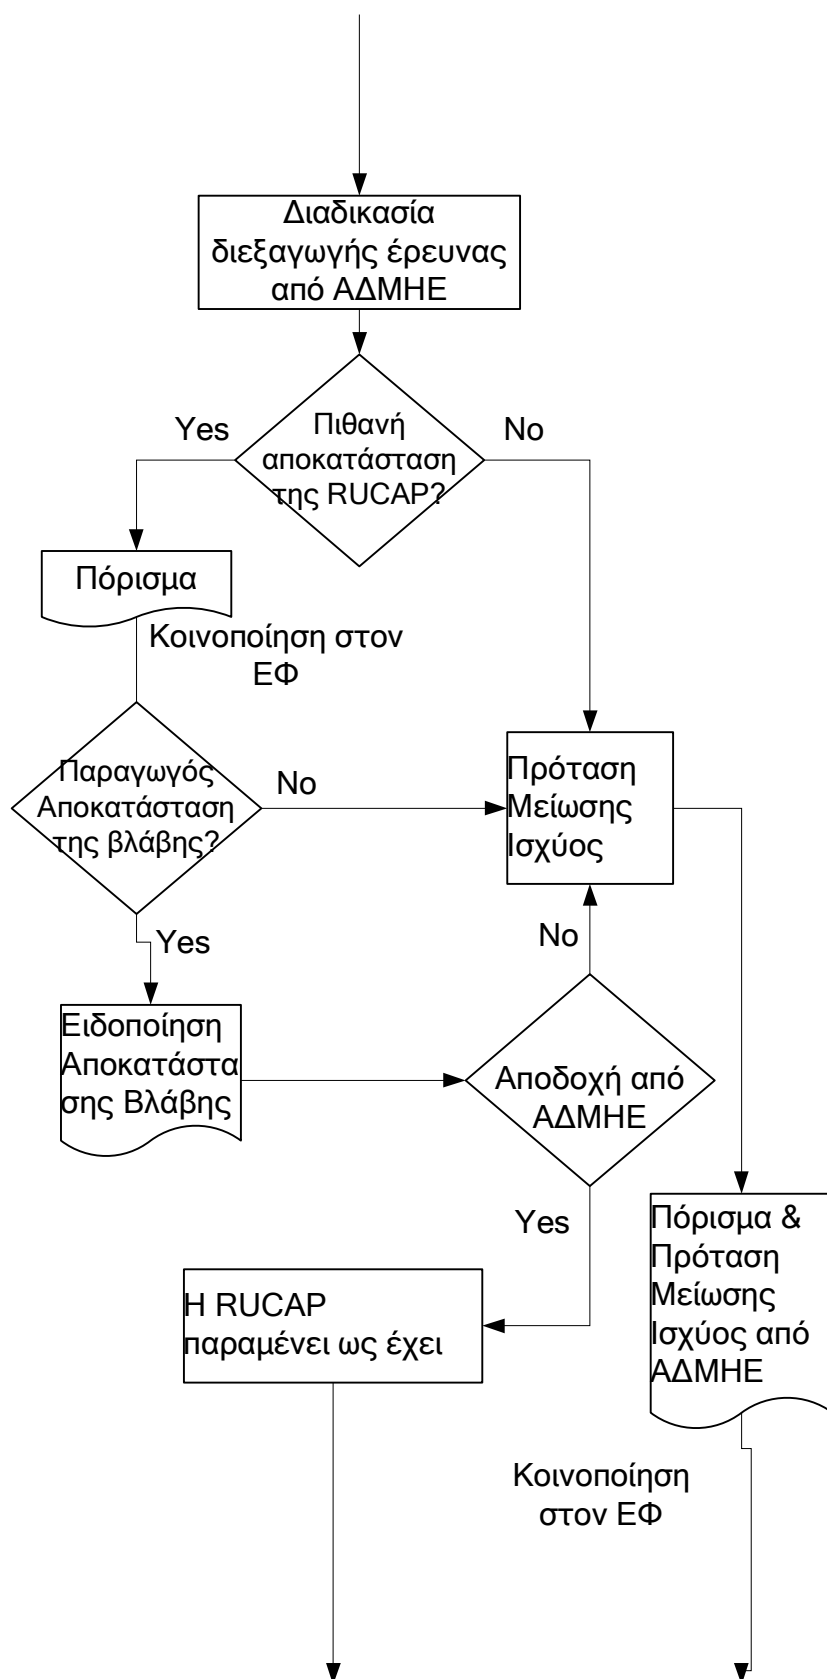 Διαδικασία
διεξαγωγής έρευνας
από ΑΔΜΗΕ
Yes
Πιθανή
αποκατάσταση
της RUCAP?
No
Πόρισμα
Κοινοποίηση στον
ΕΦ
Παραγωγός
Αποκατάσταση
της βλάβης?
No
Πρόταση
Μείωσης
Ισχύος
Yes
No
Ειδοποίηση
Αποκατάστα
σης Βλάβης
Αποδοχή από
ΑΔΜΗΕ
Yes
Πόρισμα &
Πρόταση
Μείωσης
Ισχύος από
ΑΔΜΗΕ
Η RUCAP
παραμένει ως έχει
Κοινοποίηση
στον ΕΦ